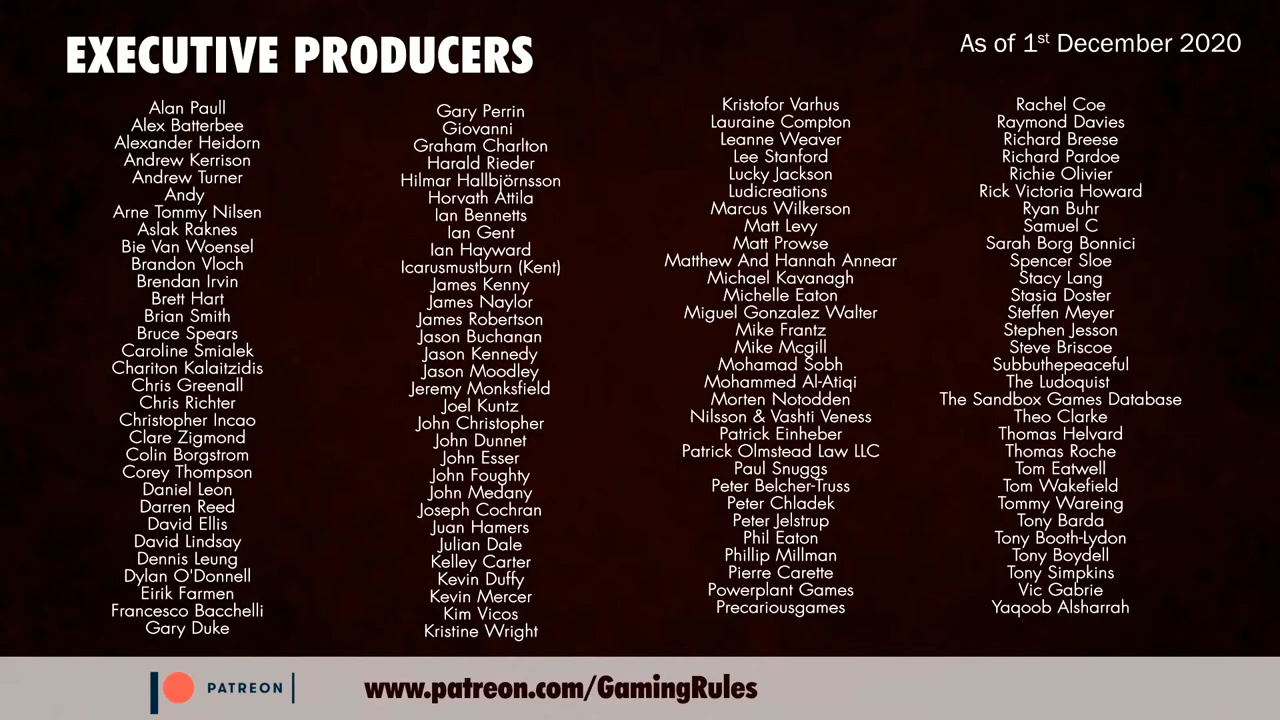 EXECUTIVE PRODUCERS
As of 1st December 2020
Alan Paull
Alex Batterbee
Alexander Heidorn
Andrew Kerrison
Andrew Turner
Andy
Arne Tommy Nilsen
Aslak Raknes
Bie Van Woensel
Brandon Vloch
Brendan Irvin
Brett Hart
Brian Smith
Bruce Spears
Caroline Smialek
Chariton Kalaitzidis
Chris Greenall
Chris Richter
Christopher Incao
Clare Zigmond
Colin Borgstrom
Corey Thompson
Daniel Leon
Darren Reed
David Ellis
David Lindsay
Dennis Leung
Dylan O'Donnell
Eirik Farmen
Francesco Bacchelli
Gary Duke
Gary Perrin
Giovanni
Graham Charlton
Harald Rieder
Hilmar Hallbjörnsson
Horvath Attila
Ian Bennetts
Ian Gent
Ian Hayward
Icarusmustburn (Kent)
James Kenny
James Naylor
James Robertson
Jason Buchanan
Jason Kennedy
Jason Moodley
Jeremy Monksfield
Joel Kuntz
John Christopher
John Dunnet
John Esser
John Foughty
John Medany
Joseph Cochran
Juan Hamers
Julian Dale
Kelley Carter
Kevin Duffy
Kevin Mercer
Kim Vicos
Kristine Wright
Kristofor Varhus
Lauraine Compton
Leanne Weaver
Lee Stanford
Lucky Jackson
Ludicreations
Marcus Wilkerson
Matt Levy
Matt Prowse
Matthew And Hannah Annear
Michael Kavanagh
Michelle Eaton
Miguel Gonzalez Walter
Mike Frantz
Mike Mcgill
Mohamad Sobh
Mohammed Al-Atiqi
Morten Notodden
Nilsson & Vashti Veness
Patrick Einheber
Patrick Olmstead Law LLC
Paul Snuggs
Peter Belcher-Truss
Peter Chladek
Peter Jelstrup
Phil Eaton
Phillip Millman
Pierre Carette
Powerplant Games
Precariousgames
Rachel Coe
Raymond Davies
Richard Breese
Richard Pardoe
Richie Olivier
Rick Victoria Howard
Ryan Buhr
Samuel C
Sarah Borg Bonnici
Spencer Sloe
Stacy Lang
Stasia Doster
Steffen Meyer
Stephen Jesson
Steve Briscoe
Subbuthepeaceful
The Ludoquist
The Sandbox Games Database
Theo Clarke
Thomas Helvard
Thomas Roche
Tom Eatwell
Tom Wakefield
Tommy Wareing
Tony Barda
Tony Booth-Lydon
Tony Boydell
Tony Simpkins
Vic Gabrie
Yaqoob Alsharrah
PATREON
www.patreon.com/GamingRules